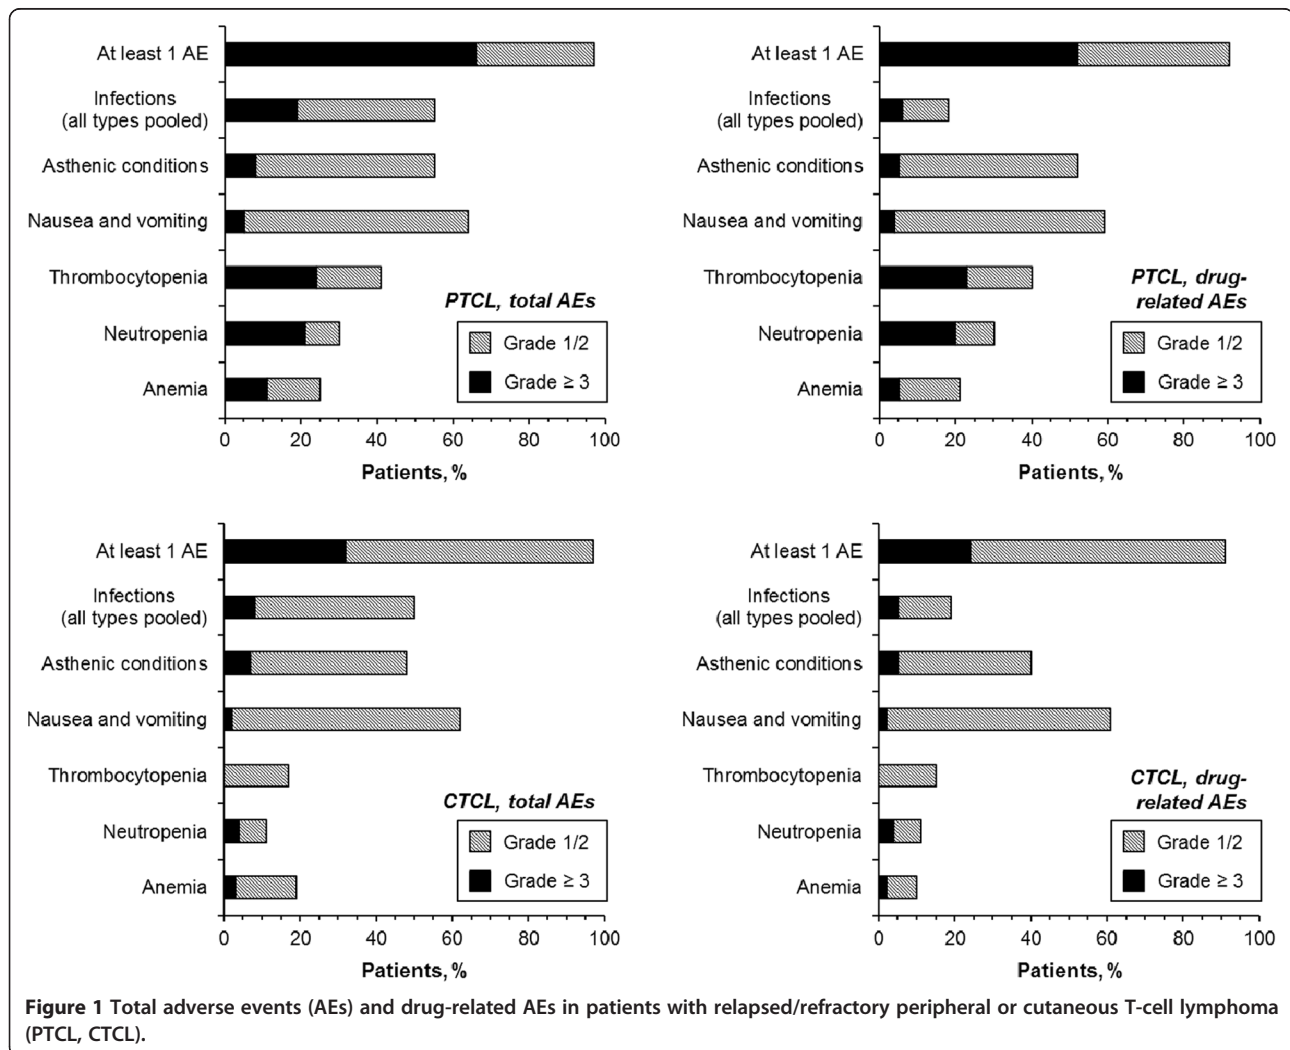 At least 1 AE
Infections
(all types pooled)
Asthenic conditions
Nausea and vomiting
Thrombocytopenia
Neutropenia
Anemia
PTCL, total AEs
Grade 1/2
Grade ≥ 3
0 20 40 60 80 100
Patients, %
At least 1 AE
Infections
(all types pooled)
Asthenic conditions
Nausea and vomiting
Thrombocytopenia
Neutropenia
Anemia
PTCL, drug-
related AEs
Grade 1/2
Grade ≥ 3
0 20 40 60 80 100
Patients, %
At least 1 AE
Infections
(all types pooled)
Asthenic conditions
Nausea and vomiting
Thrombocytopenia
Neutropenia
Anemia
CTCL, total AEs
Grade 1/2
Grade ≥ 3
0 20 40 60 80 100
Patients, %
At least 1 AE
Infections
(all types pooled)
Asthenic conditions
Nausea and vomiting
Thrombocytopenia
Neutropenia
Anemia
CTCL, drug-
related AEs
Grade 1/2
Grade ≥ 3
0 20 40 60 80 100
Patients, %
Figure 1 Total adverse events (AEs) and drug-related AEs in patients with relapsed/refractory peripheral or cutaneous T-cell lymphoma
(PTCL, CTCL).